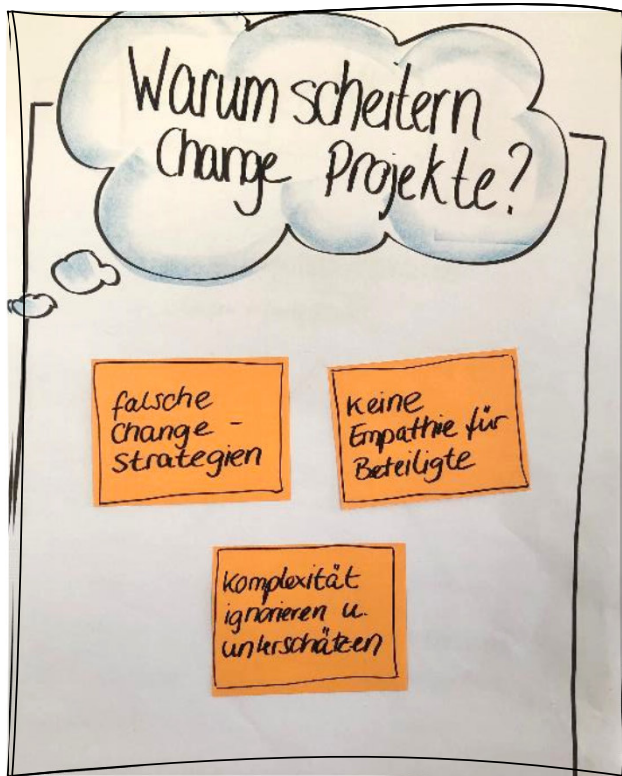 Warum scheitern
Change Projekte?
falsche
Change -
strategien
Keine
Empathie für
Beteiligte
Komplexität
ignorieren u.
unterschätzen